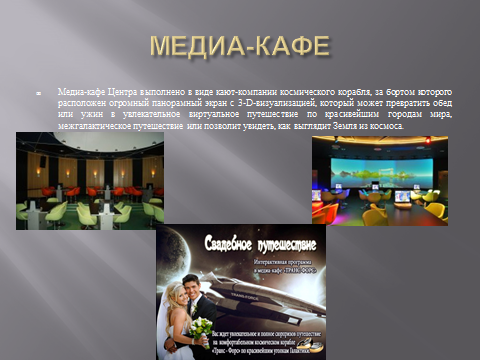 МЕДИА-КАФЕ
Медиа-кафе Центра выполнено в виде кают-компании космического корабля, за бортом которого
расположен огромный панорамный экран с 3-D-визуализацией, который может превратить обед
или ужин в увлекательное виртуальное путешествие по красивейшим городам мира,
межгалактическое путешествие или позволит увидеть, как выглядит Земля из космоса.
Свадебное путешествие
Интерактивная программа
в медиа-кафе «ТРАНС-ФОРС»
TRANS-FORCE
Вас ждет увлекательное и полное сюрпризов путешествие
на комфортабельном космическом корабле
«Транс-Форс» по красивейшим уголкам Галактики!